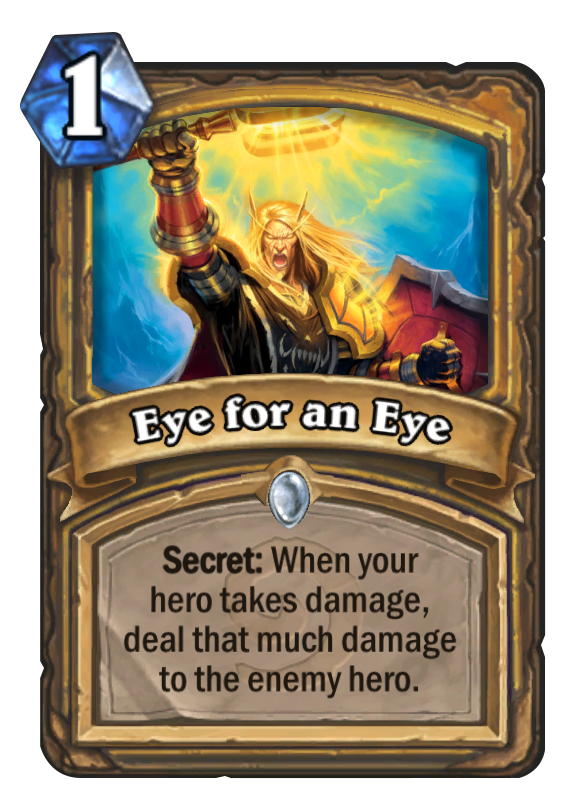 1
Eye for an Eye
Secret: When your
hero takes damage,
deal that much damage
to the enemy hero.